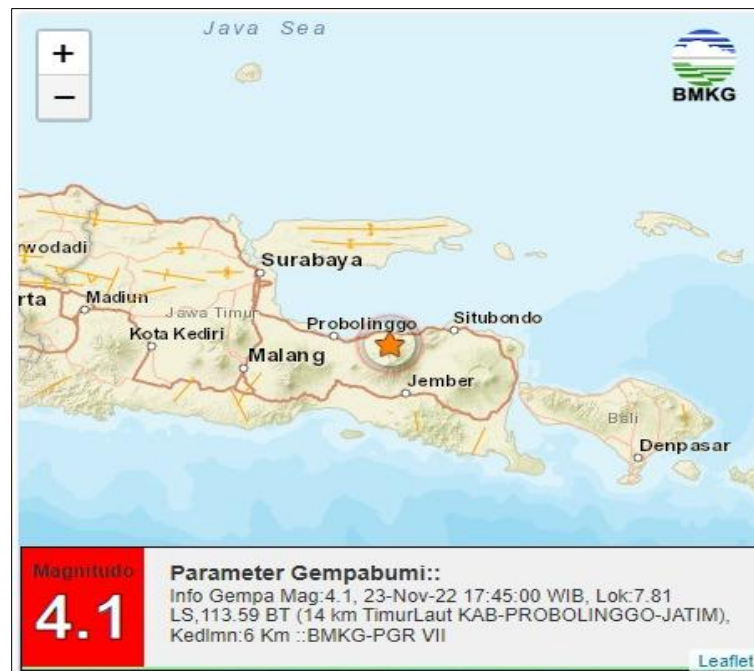 Java Sea
+
−
BMKG
Surabaya
rwodadi
rta
Madiun
Jawa Timur
Probolinggo
Situbondo
Kota Kediri
Malang
Jember
Bali
Denpasar
Magnitudo
4.1
Parameter Gempabumi::
Info Gempa Mag:4.1, 23-Nov-22 17:45:00 WIB, Lok:7.81
LS,113.59 BT (14 km TimurLaut KAB-PROBOLINGGO-JATIM),
Kedlmn:6 Km ::BMKG-PGR VII
Leaflet